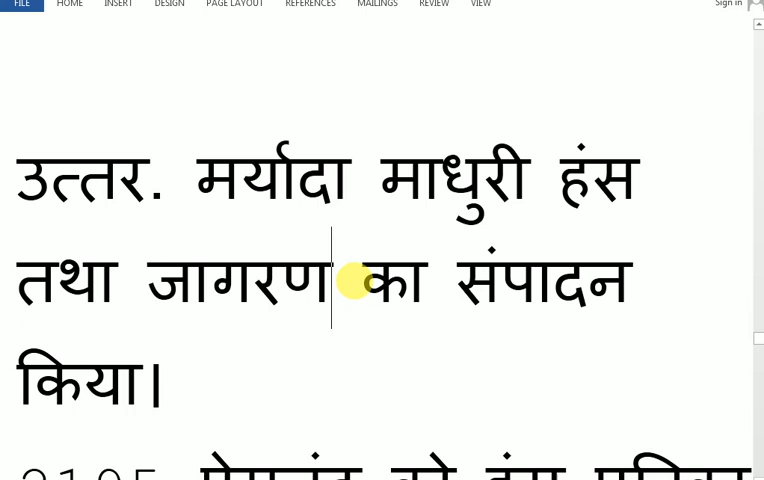 FILE HOME INSERT DESIGN PAGE LAYOUT REFERENCES MAILINGS REVIEW VIEW Sign in
उत्तर. मर्यादा माधुरी हंस
तथा जागरण का संपादन
किया।